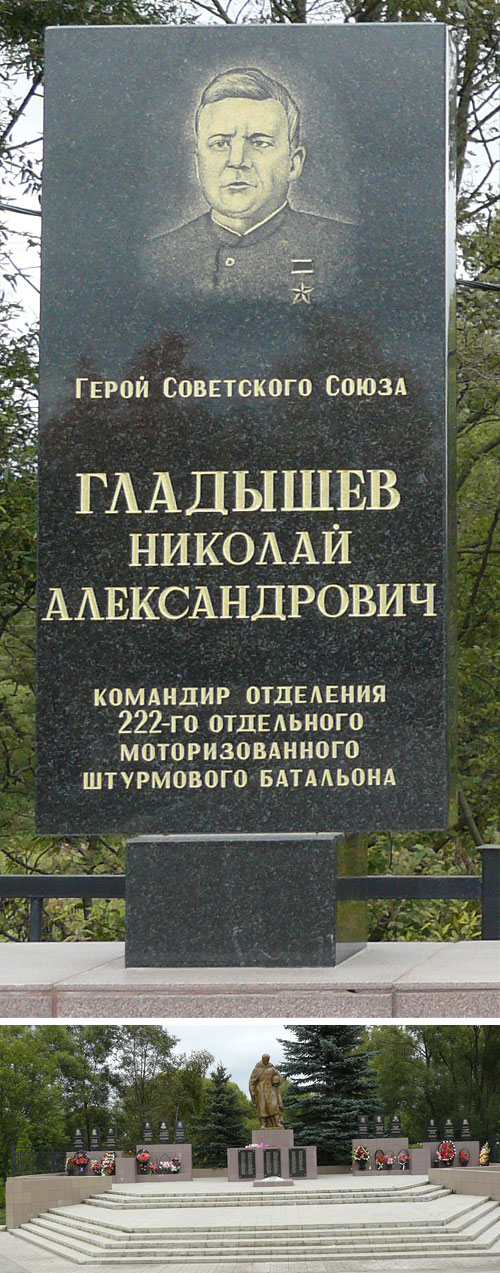 Герой Советского Союза
ГЛАДЫШЕВ
НИКОЛАЙ
АЛЕКСАНДРОВИЧ
КОМАНДИР ОТДЕЛЕНИЯ
222-ГО ОТДЕЛЬНОГО
МОТОРИЗОВАННОГО
ШТУРМОВОГО БАТАЛЬОНА